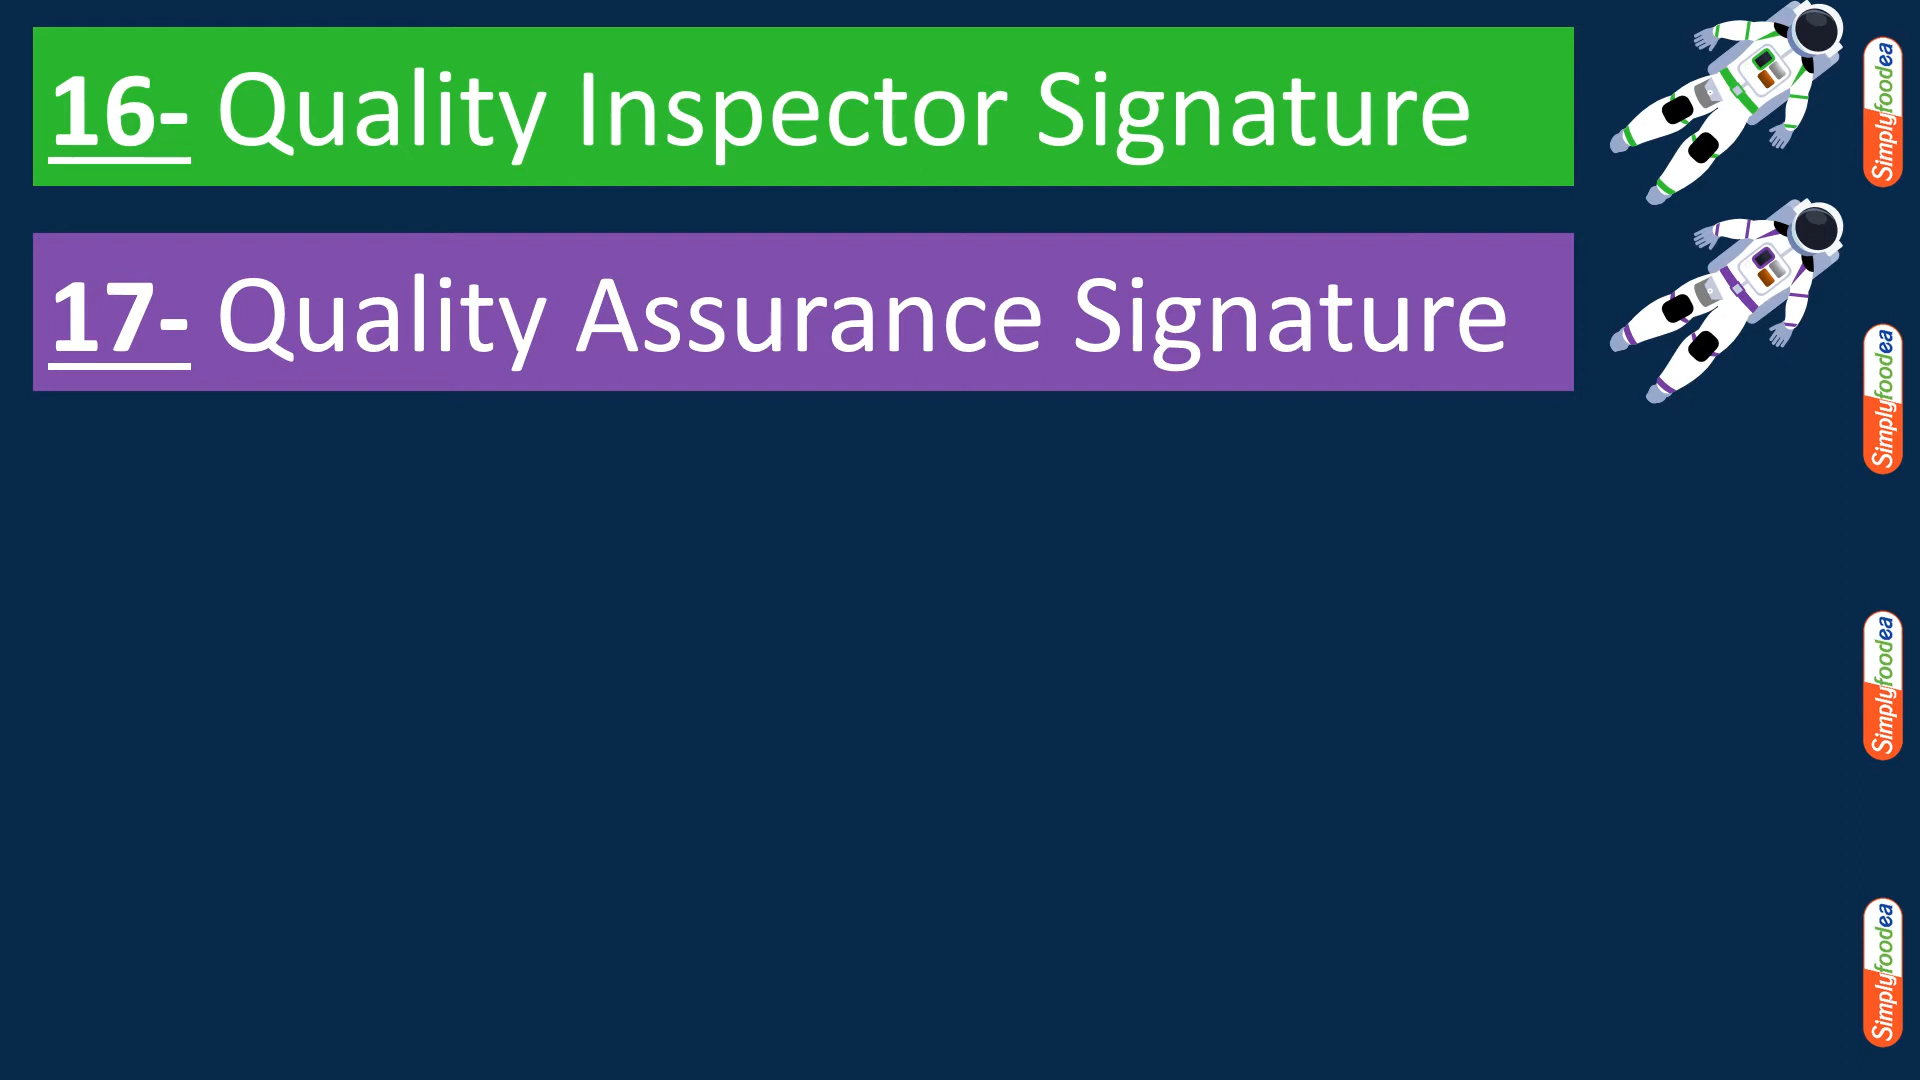 16- Quality Inspector Signature
17- Quality Assurance Signature
Simplyfoodea
Simplyfoodea
Simplyfoodea
Simplyfoodea